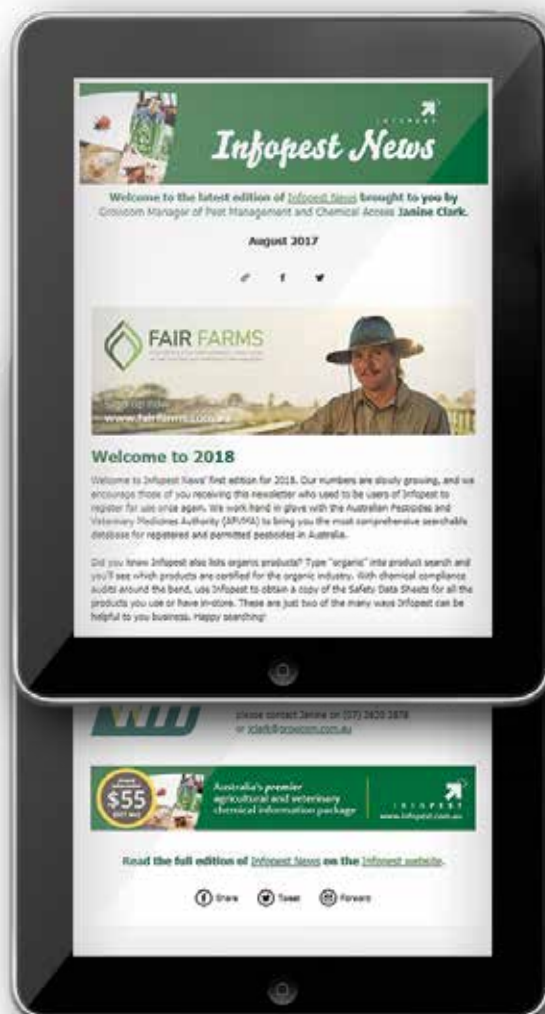 INFOPEST
Infopest News
Welcome to the latest edition of Infopest News brought to you by
Growcom Manager of Pest Management and Chemical Access Janine Clark.
August 2017
FAIR FARMS
Sign up now
www.fairfarms.com.au
Welcome to 2018
Welcome to Infopest News' first edition for 2018. Our numbers are slowly growing, and we
encourage those of you receiving this newsletter who used to be users of Infopest to
register for use once again. We work hand in glove with the Australian Pesticides and
Veterinary Medicines Authority (APVMA) to bring you the most comprehensive searchable
database for registered and permitted pesticides in Australia.
Did you know Infopest also lists organic products? Type "organic" into product search and
you'll see which products are certified for the organic industry. With chemical compliance
audits around the bend, use Infopest to obtain a copy of the Safety Data Sheets for all the
products you use or have in-store. These are just two of the many ways Infopest can be
helpful to you business. Happy searching!
please contact Janine on (07) 3620 3878
or jclark@growcom.com.au
$55
Australia's premier
agricultural and veterinary
chemical information package
INFOPEST
www.infopest.com.au
Read the full edition of Infopest News on the Infopest website.
Share Tweet Forward